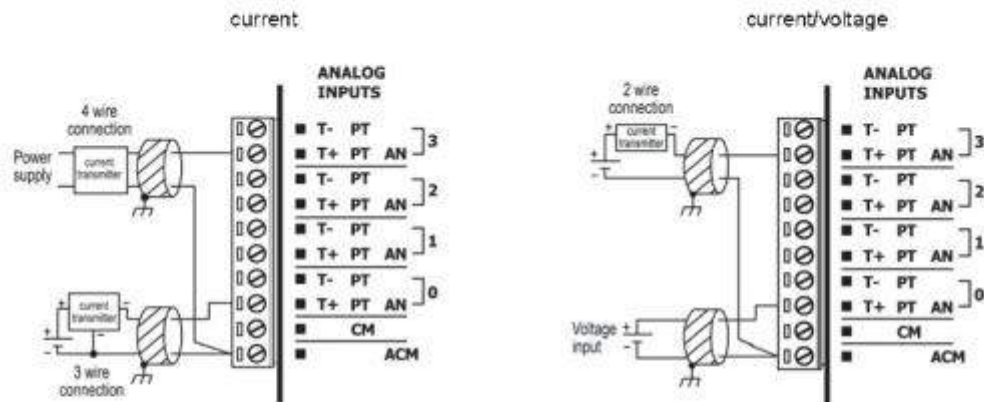 current
4 wire
connection
Power
supply
current
transmitter
current
transmitter
+
-
-
+
-
3 wire
connection
ANALOG
INPUTS
T- PT
T+ PT AN
3
T- PT
T+ PT AN
2
T- PT
T+ PT AN
1
T- PT
T+ PT AN
0
CM
ACM
current/voltage
2 wire
connection
+
current
transmitter
-
+
-
Voltage
input
+
-
ANALOG
INPUTS
T- PT
T+ PT AN
3
T- PT
T+ PT AN
2
T- PT
T+ PT AN
1
T- PT
T+ PT AN
0
CM
ACM